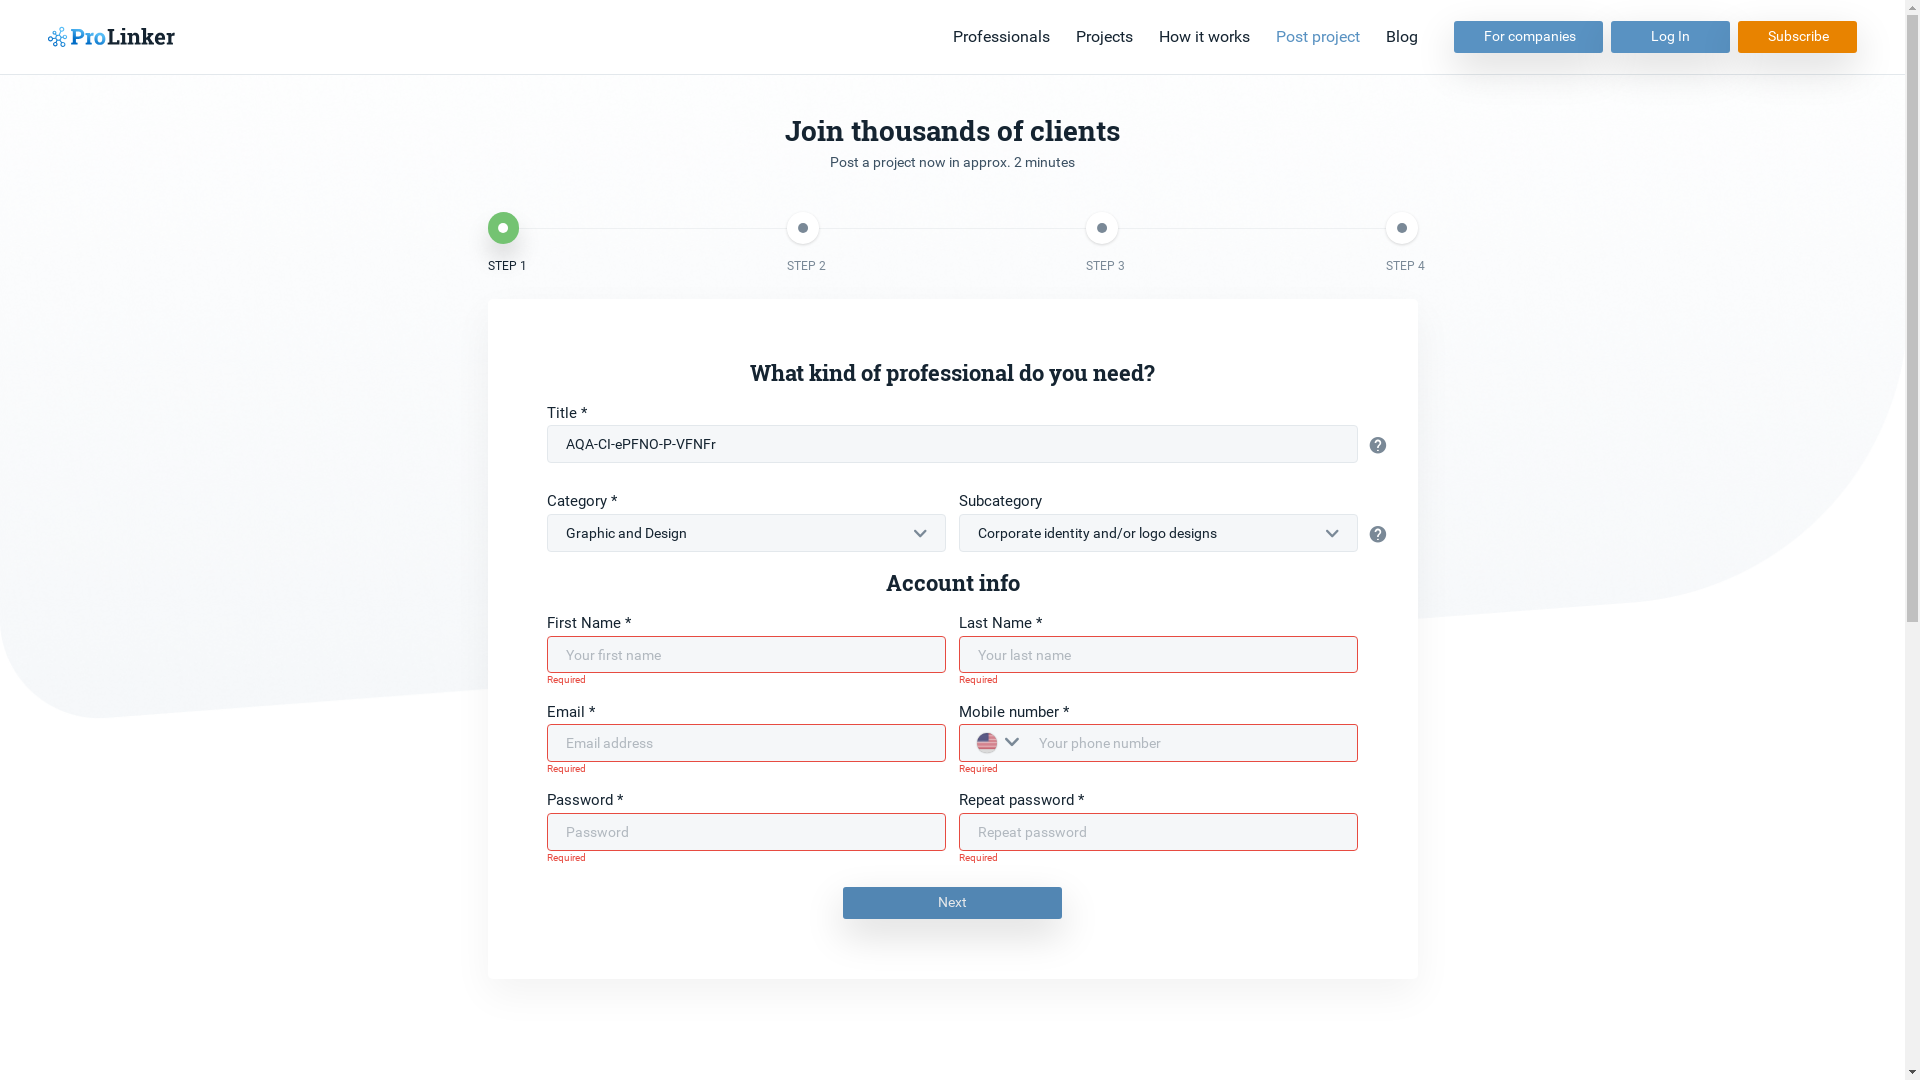 ProLinker
Professionals Projects How it works Post project Blog For companies Log In Subscribe
Join thousands of clients
Post a project now in approx. 2 minutes
STEP 1 STEP 2 STEP 3 STEP 4
What kind of professional do you need?
Title *
AQA-CI-ePFNO-P-VFNFr
Category * Subcategory
Graphic and Design Corporate identity and/or logo designs
Account info
First Name * Last Name *
Your first name Your last name
Required Required
Email * Mobile number *
Email address Your phone number
Required Required
Password * Repeat password *
Password Repeat password
Required Required
Next